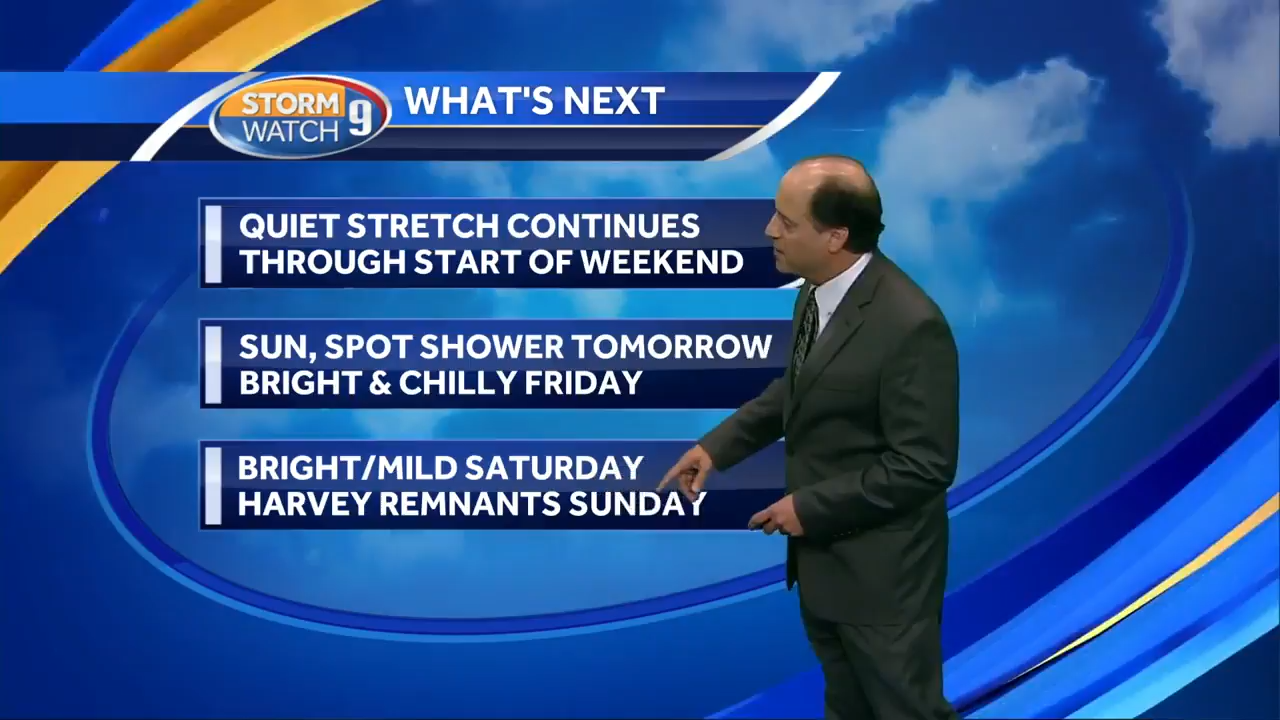 STORM
WATCH 9
WHAT'S NEXT
QUIET STRETCH CONTINUES
THROUGH START OF WEEKEND
SUN, SPOT SHOWER TOMORROW
BRIGHT & CHILLY FRIDAY
BRIGHT/MILD SATURDAY
HARVEY REMNANTS SUNDAY